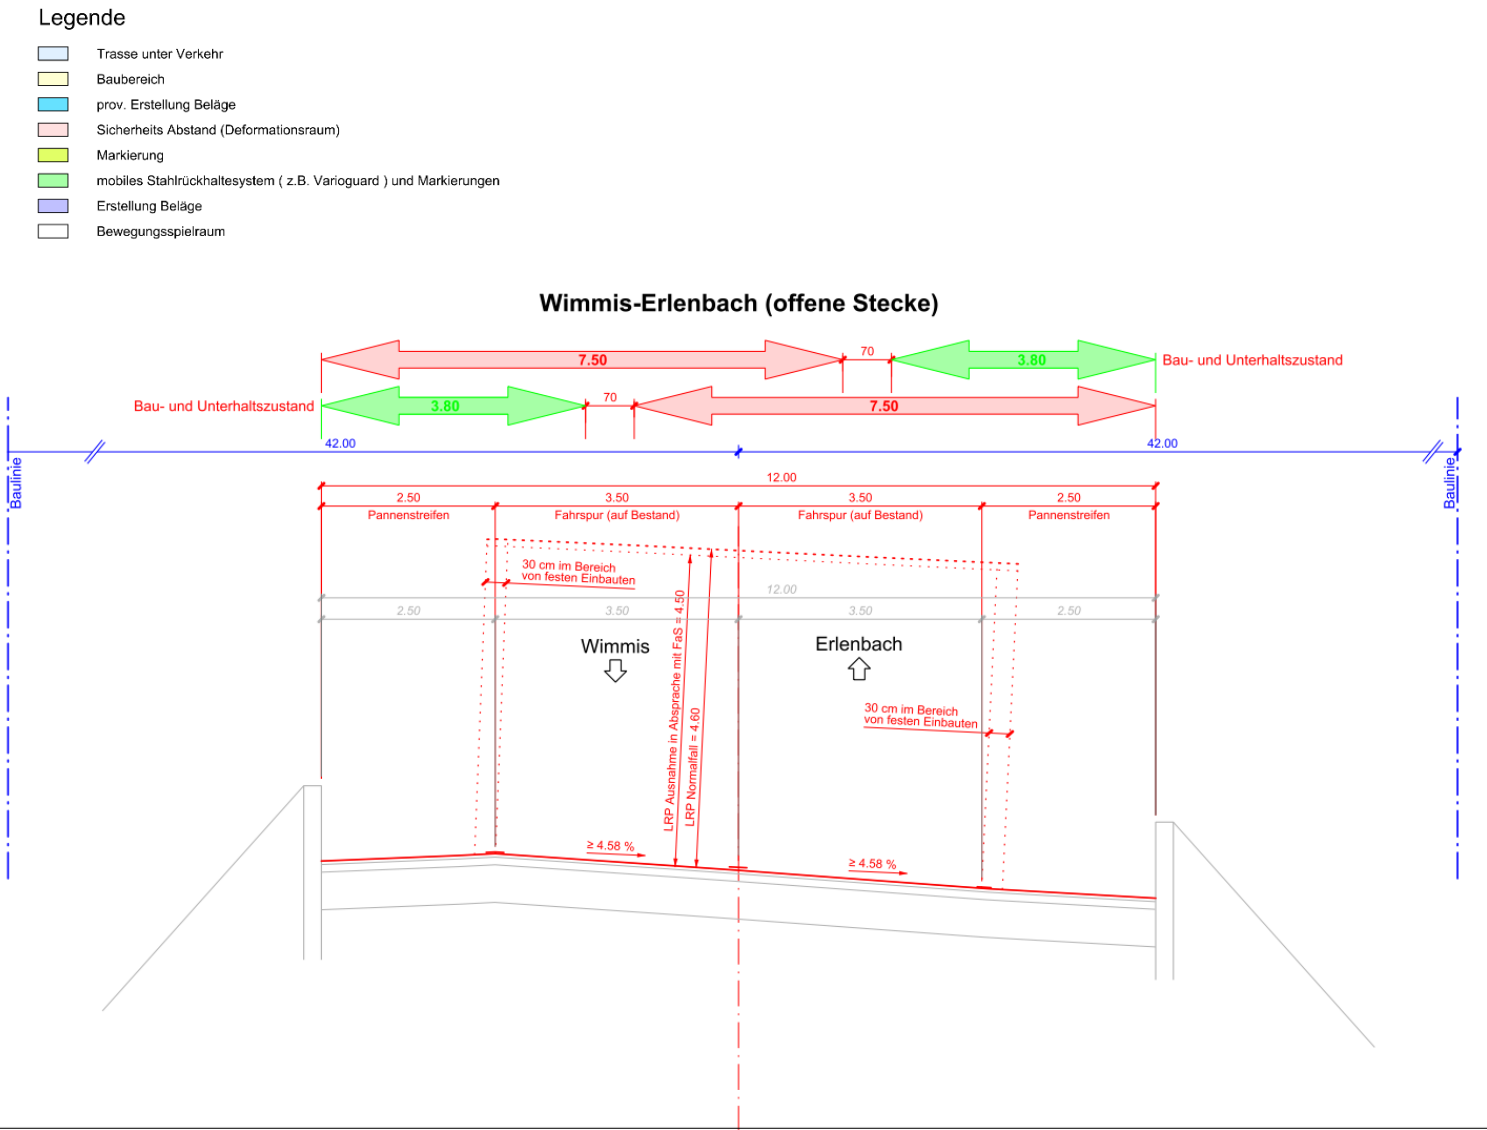 Legende
Trasse unter Verkehr
Baubereich
prov. Erstellung Beläge
Sicherheits Abstand (Deformationsraum)
Markierung
mobiles Stahlrückhaltesystem ( z.B. Varioguard ) und Markierungen
Erstellung Beläge
Bewegungsspielraum
Wimmis-Erlenbach (offene Stecke)
7.50
70
3.80
Bau- und Unterhaltszustand
Bau- und Unterhaltszustand
3.80
70
7.50
42.00
42.00
Baulinie
Baulinie
12.00
2.50
3.50
3.50
2.50
Pannenstreifen
Fahrspur (auf Bestand)
Fahrspur (auf Bestand)
Pannenstreifen
30 cm im Bereich
von festen Einbauten
12.00
2.50
3.50
3.50
2.50
LRP Ausnahme in Absprache mit FaS = 4.50
LRP Normalfall = 4.60
Wimmis
Erlenbach
30 cm im Bereich
von festen Einbauten
≥ 4.58 %
≥ 4.58 %